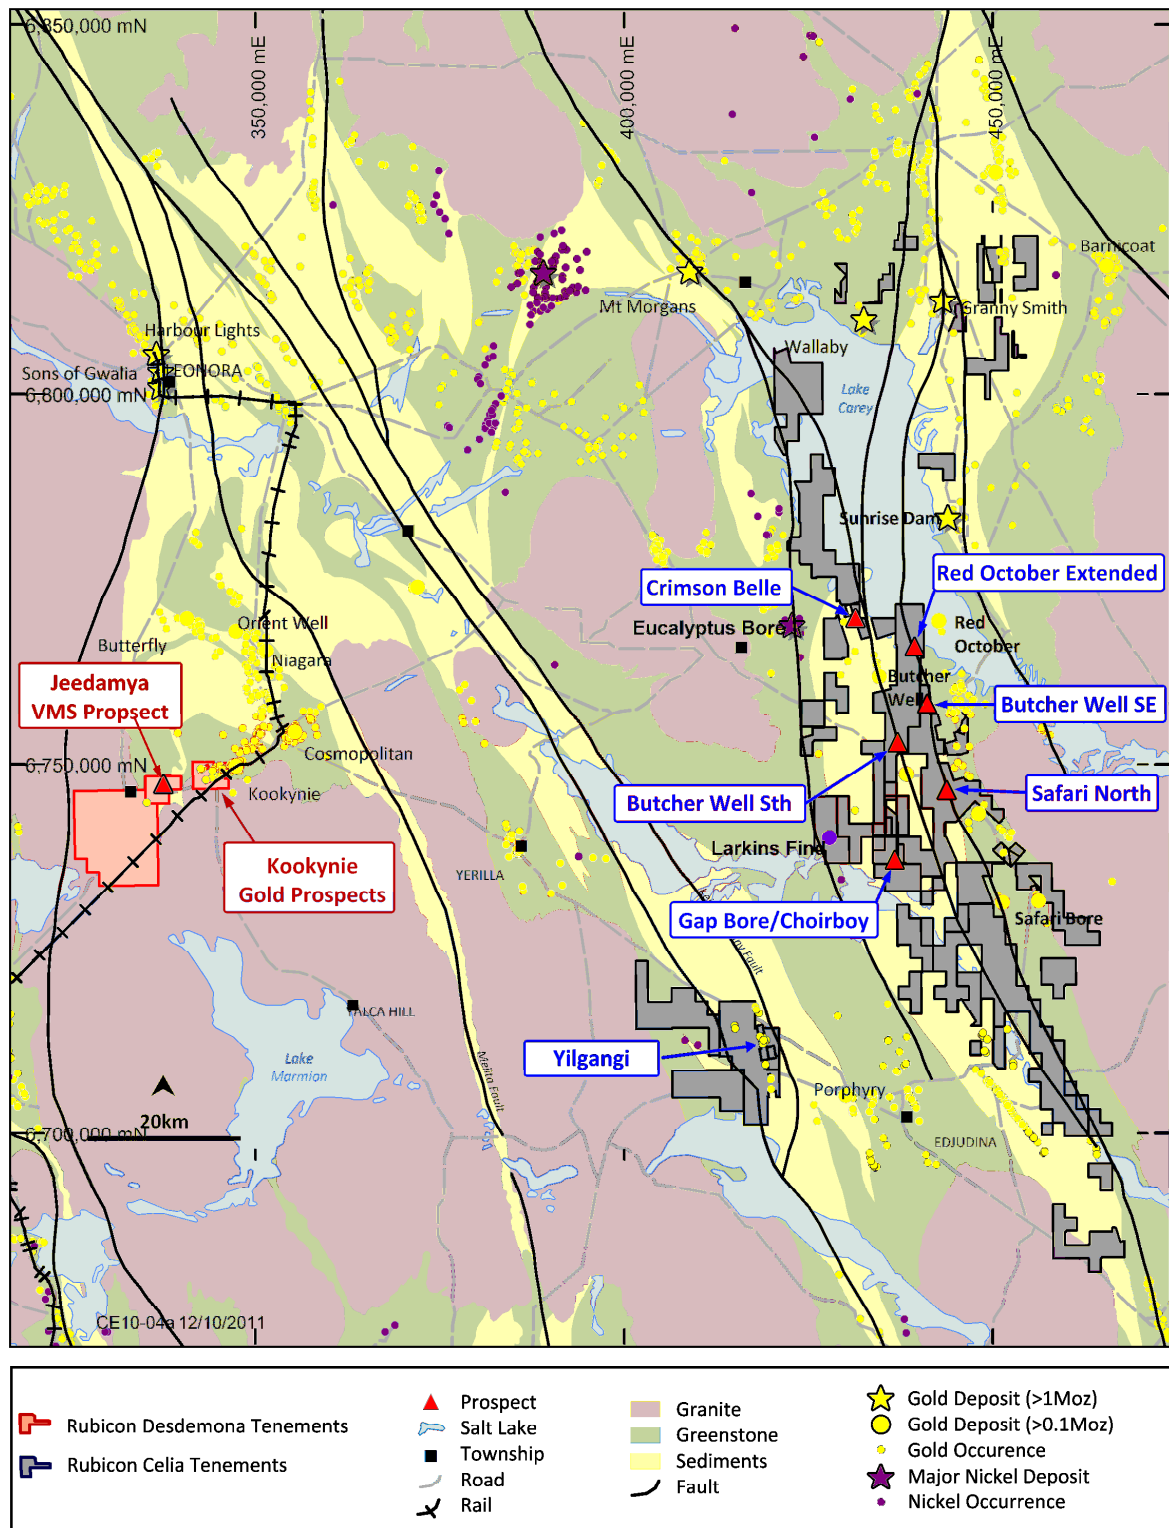 6,850,000 mN
350,000 mE
400,000 mE
450,000 mE
Barnicoat
Mt Morgans
Granny Smith
Harbour Lights
Wallaby
Sons of Gwalia
LEONORA
6,800,000 mN
Lake
Carey
Sunrise Dam
Red October Extended
Crimson Belle
Eucalyptus Bore
Red
October
Orient Well
Butterfly
Niagara
Jeedamya
VMS Propsect
Butcher
Well
Butcher Well SE
Cosmopolitan
6,750,000 mN
Kookynie
Butcher Well Sth
Safari North
Kookynie
Gold Prospects
Larkins Find
YERILLA
Gap Bore/Choirboy
Safari Bore
Fault
YALCA HILL
Yilgangi
Lake
Marmion
Mejita Fault
Porphyry
20km
6,700,000 mN
EDJUDINA
CE10-04a 12/10/2011
Rubicon Desdemona Tenements
Rubicon Celia Tenements
Prospect
Salt Lake
Township
Road
Rail
Granite
Greenstone
Sediments
Fault
Gold Deposit (>1Moz)
Gold Deposit (>0.1Moz)
Gold Occurence
Major Nickel Deposit
Nickel Occurrence